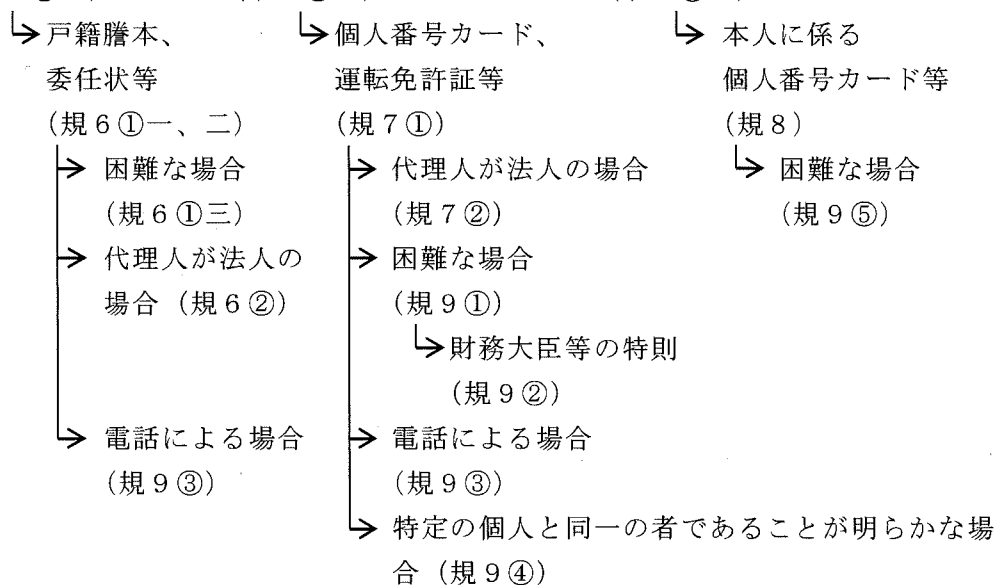 戸籍謄本、
委任状等
(規6①一、二)
困難な場合
(規6①三)
代理人が法人の
場合(規6②)
電話による場合
(規9③)
個人番号カード、
運転免許証等
(規7①)
代理人が法人の場合
(規7②)
困難な場合
(規9①)
財務大臣等の特則
(規9②)
電話による場合
(規9③)
特定の個人と同一の者であることが明らかな場
合(規9④)
本人に係る
個人番号カード等
(規8)
困難な場合
(規9⑤)